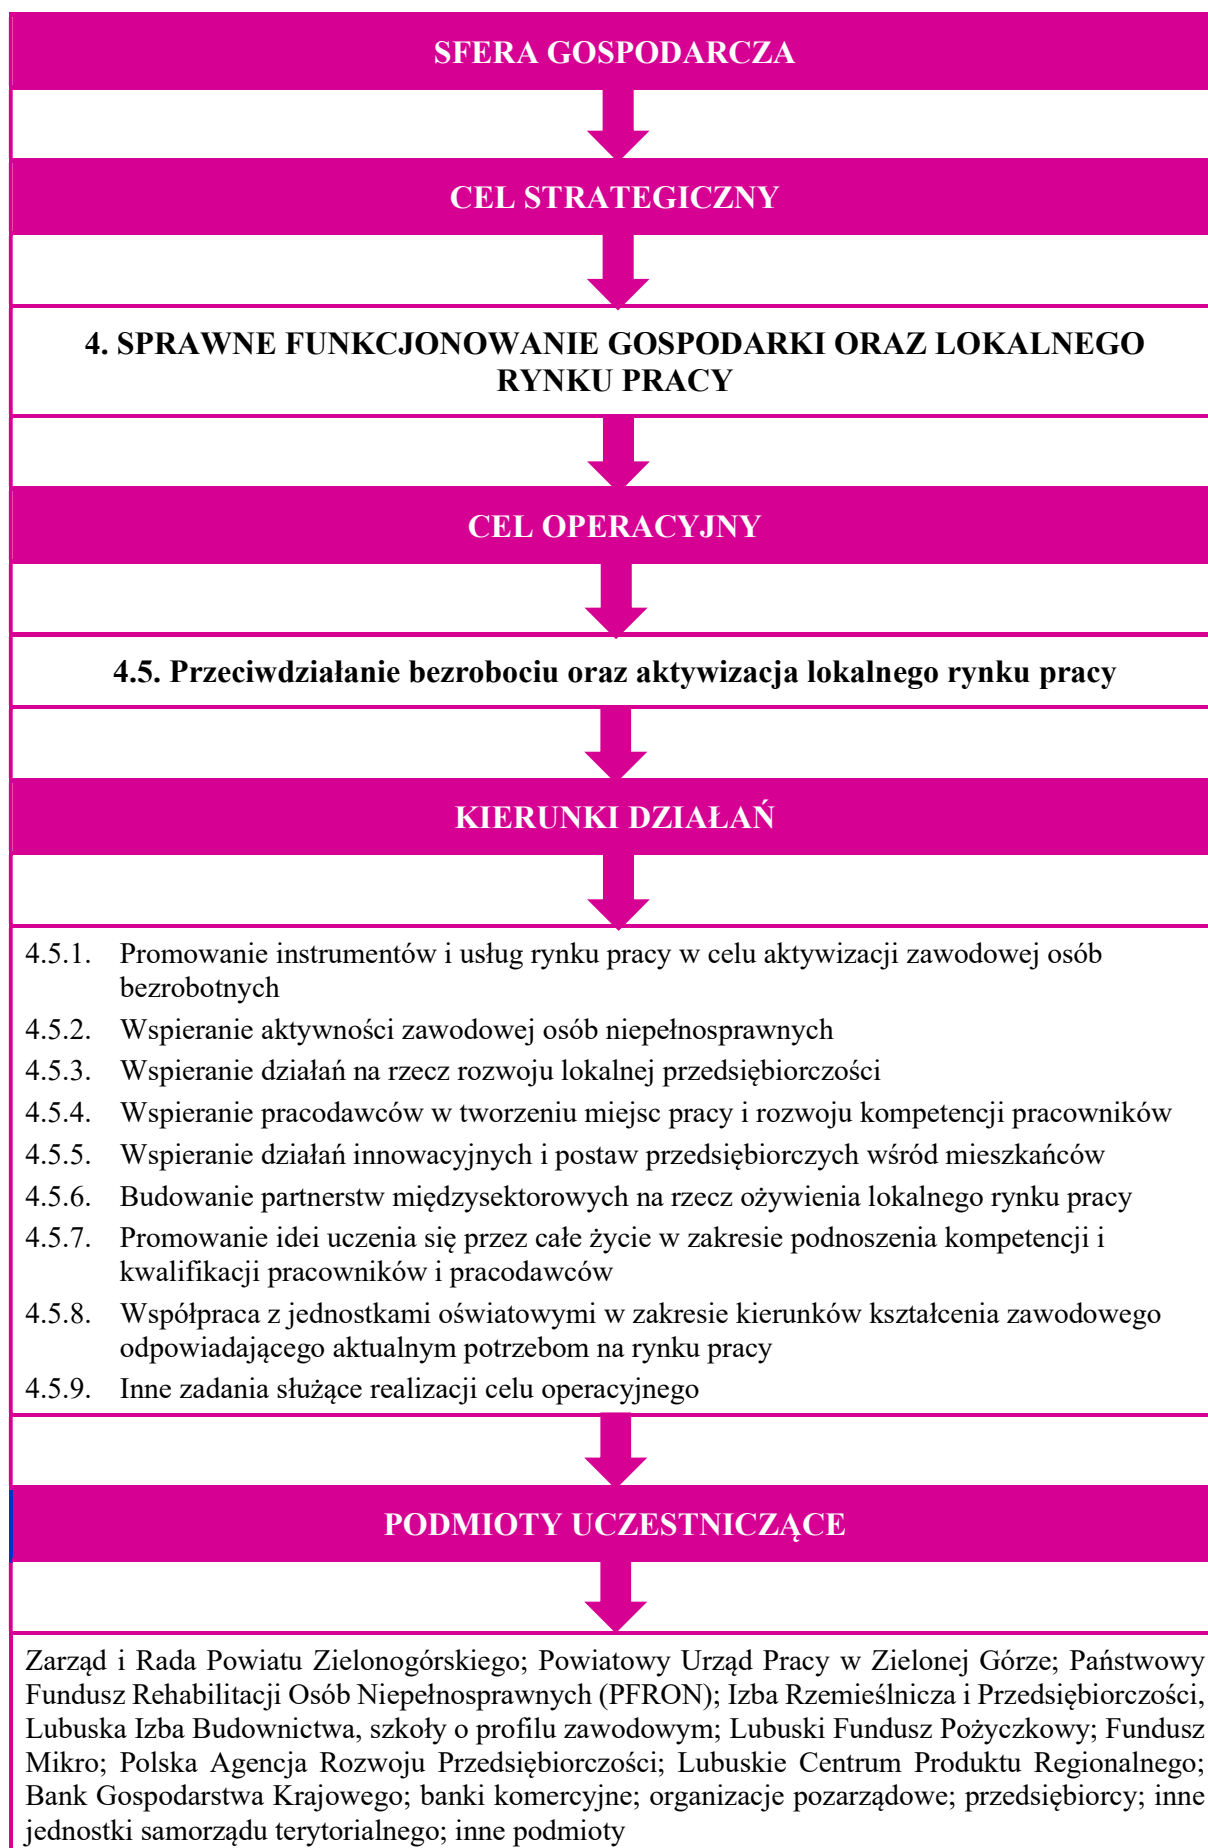 SFERA GOSPODARCZA
CEL STRATEGICZNY
4. SPRAWNE FUNKCJONOWANIE GOSPODARKI ORAZ LOKALNEGO
RYNKU PRACY
CEL OPERACYJNY
4.5. Przeciwdziałanie bezrobociu oraz aktywizacja lokalnego rynku pracy
KIERUNKI DZIAŁAŃ
4.5.1. Promowanie instrumentów i usług rynku pracy w celu aktywizacji zawodowej osób
bezrobotnych
4.5.2. Wspieranie aktywności zawodowej osób niepełnosprawnych
4.5.3. Wspieranie działań na rzecz rozwoju lokalnej przedsiębiorczości
4.5.4. Wspieranie pracodawców w tworzeniu miejsc pracy i rozwoju kompetencji pracowników
4.5.5. Wspieranie działań innowacyjnych i postaw przedsiębiorczych wśród mieszkańców
4.5.6. Budowanie partnerstw międzysektorowych na rzecz ożywienia lokalnego rynku pracy
4.5.7. Promowanie idei uczenia się przez całe życie w zakresie podnoszenia kompetencji i
kwalifikacji pracowników i pracodawców
4.5.8. Współpraca z jednostkami oświatowymi w zakresie kierunków kształcenia zawodowego
odpowiadającego aktualnym potrzebom na rynku pracy
4.5.9. Inne zadania służące realizacji celu operacyjnego
PODMIOTY UCZESTNICZĄCE
Zarząd i Rada Powiatu Zielonogórskiego; Powiatowy Urząd Pracy w Zielonej Górze; Państwowy
Fundusz Rehabilitacji Osób Niepełnosprawnych (PFRON); Izba Rzemieślnicza i Przedsiębiorczości,
Lubuska Izba Budownictwa, szkoły o profilu zawodowym; Lubuski Fundusz Pożyczkowy; Fundusz
Mikro; Polska Agencja Rozwoju Przedsiębiorczości; Lubuskie Centrum Produktu Regionalnego;
Bank Gospodarstwa Krajowego; banki komercyjne; organizacje pozarządowe; przedsiębiorcy; inne
jednostki samorządu terytorialnego; inne podmioty